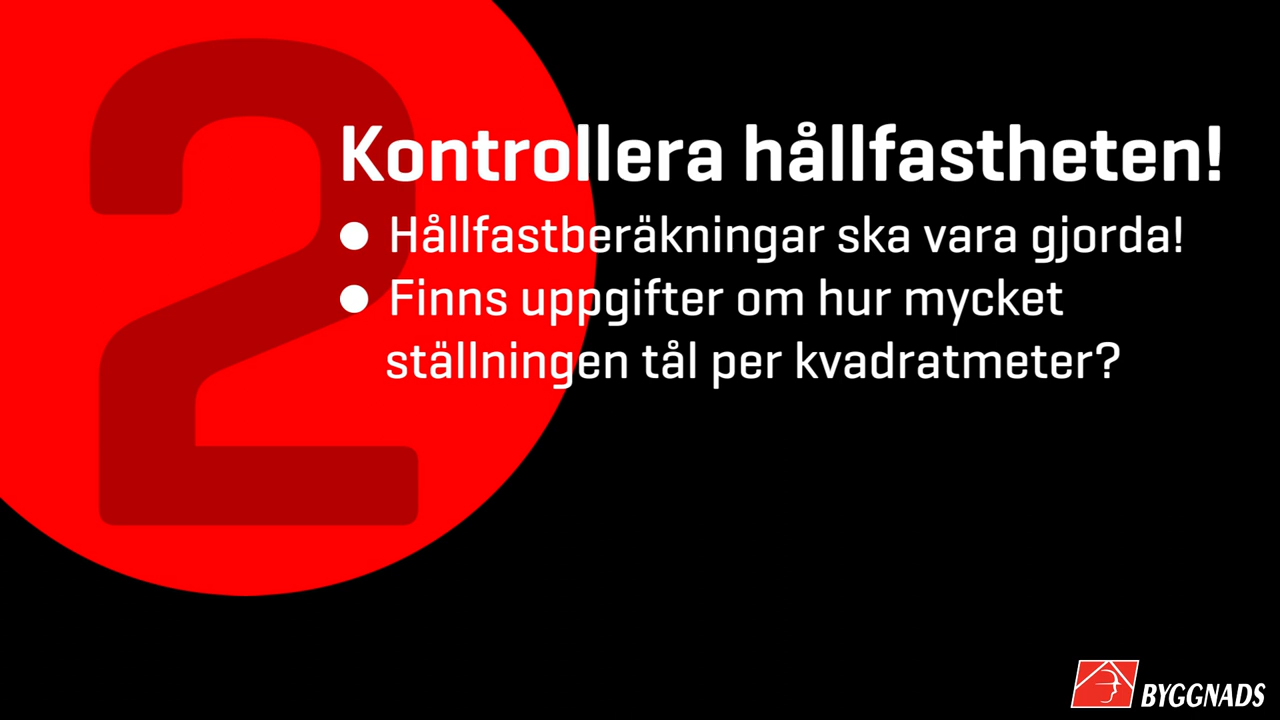 2
Kontrollera hållfastheten!
● Hållfastberäkningar ska vara gjorda!
● Finns uppgifter om hur mycket
ställningen tål per kvadratmeter?
BYGGNADS